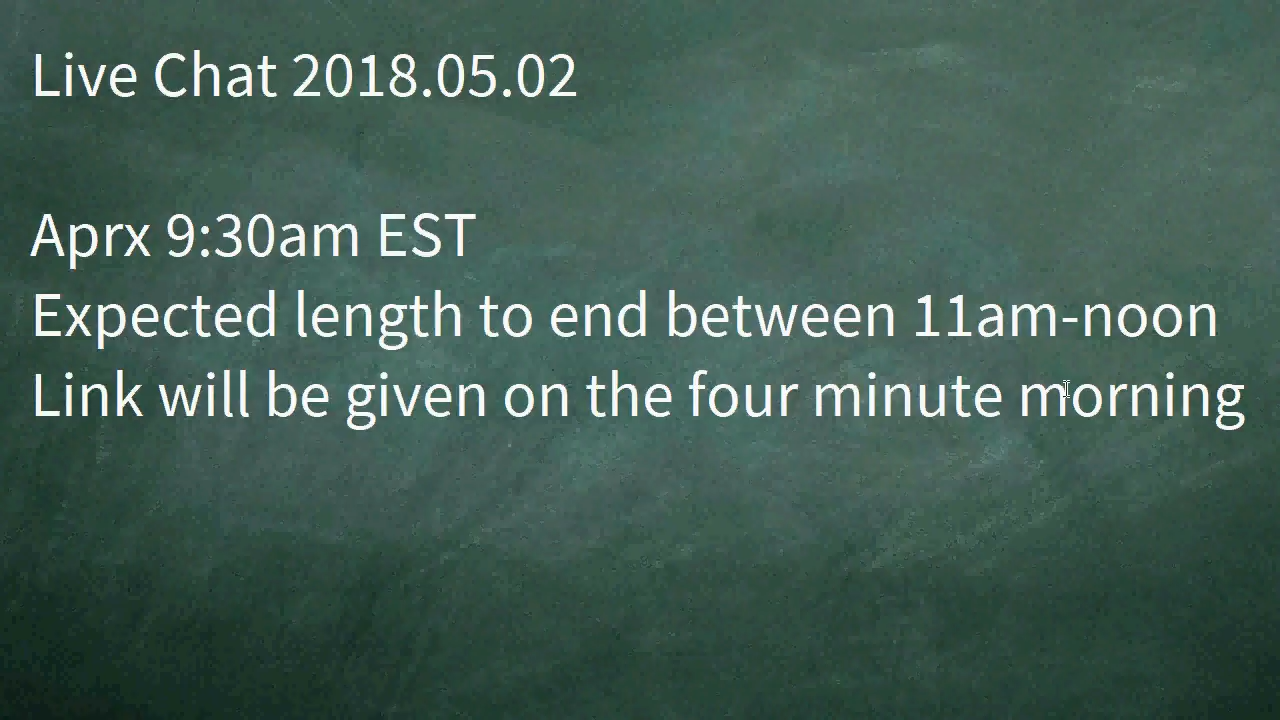 Live Chat 2018.05.02
Aprx 9:30am EST
Expected length to end between 11am-noon
Link will be given on the four minute morning